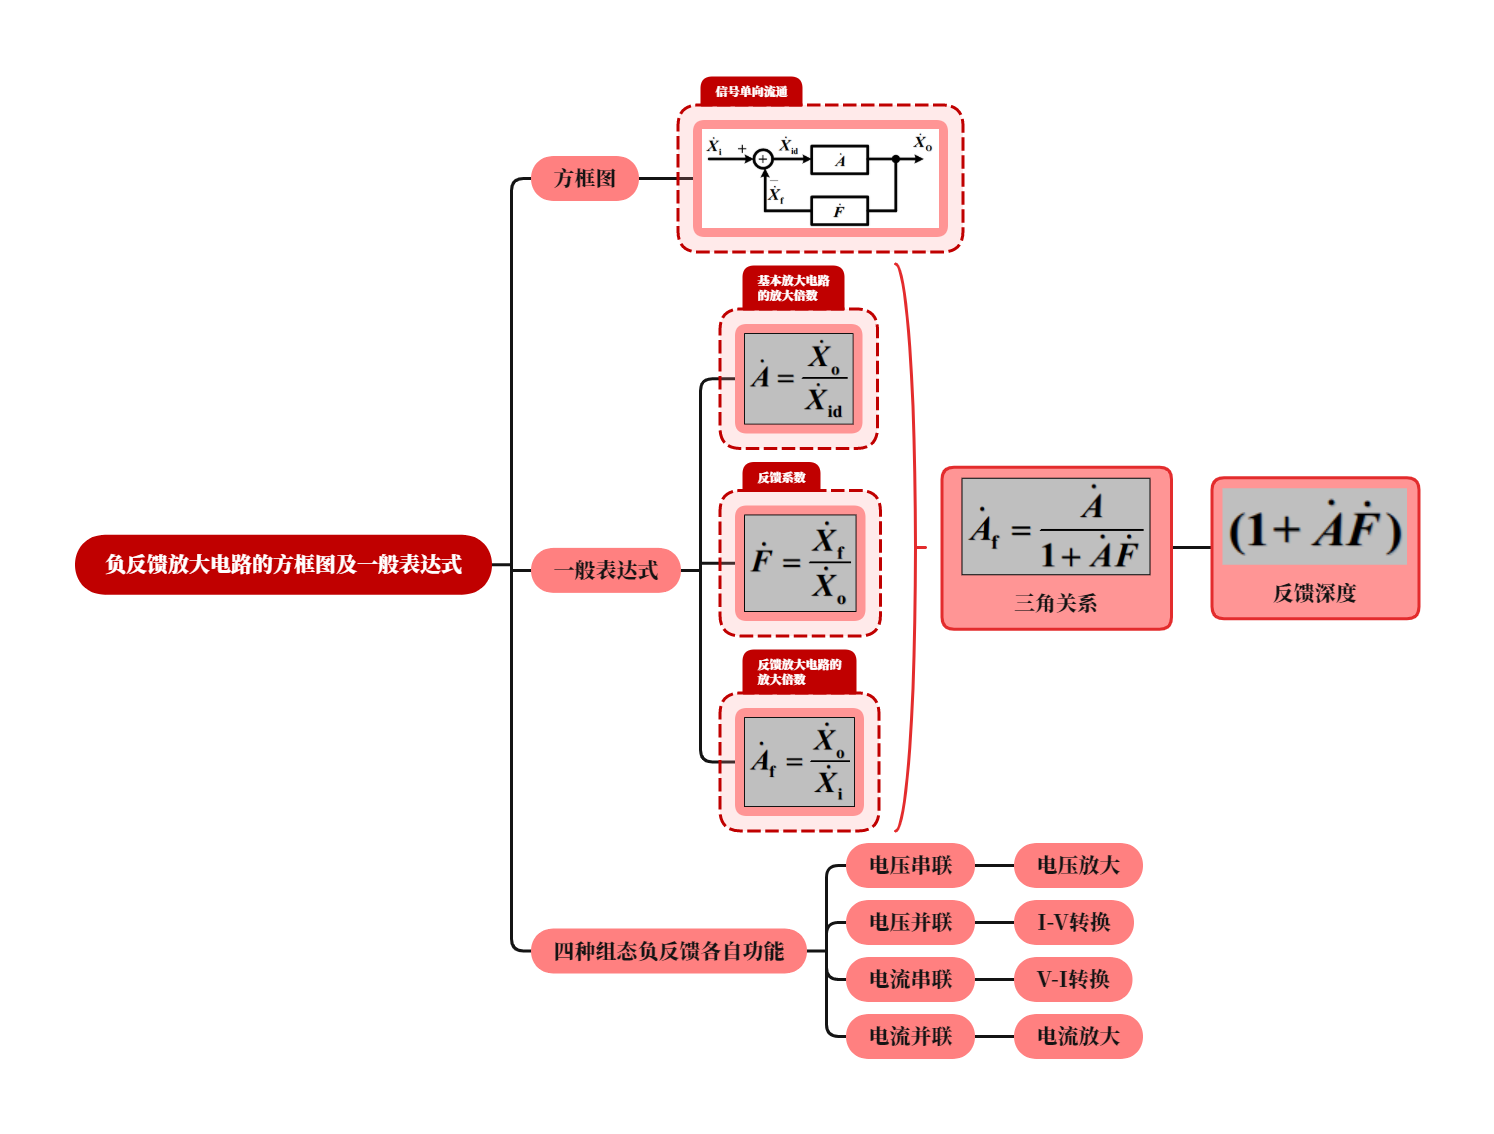 负反馈放大电路的方框图及一般表达式
方框图
信号单向流通
Ẋi + Ẋid Ȧ Ẋo
+
−
Ẋf Ḟ
一般表达式
基本放大电路
的放大倍数
Ȧ = Ẋo / Ẋid
反馈系数
Ḟ = Ẋf / Ẋo
反馈放大电路的
放大倍数
Ȧf = Ẋo / Ẋi
Ȧf = Ȧ / 1 + ȦḞ
三角关系
(1 + ȦḞ)
反馈深度
四种组态负反馈各自功能
电压串联 电压放大
电压并联 I-V转换
电流串联 V-I转换
电流并联 电流放大